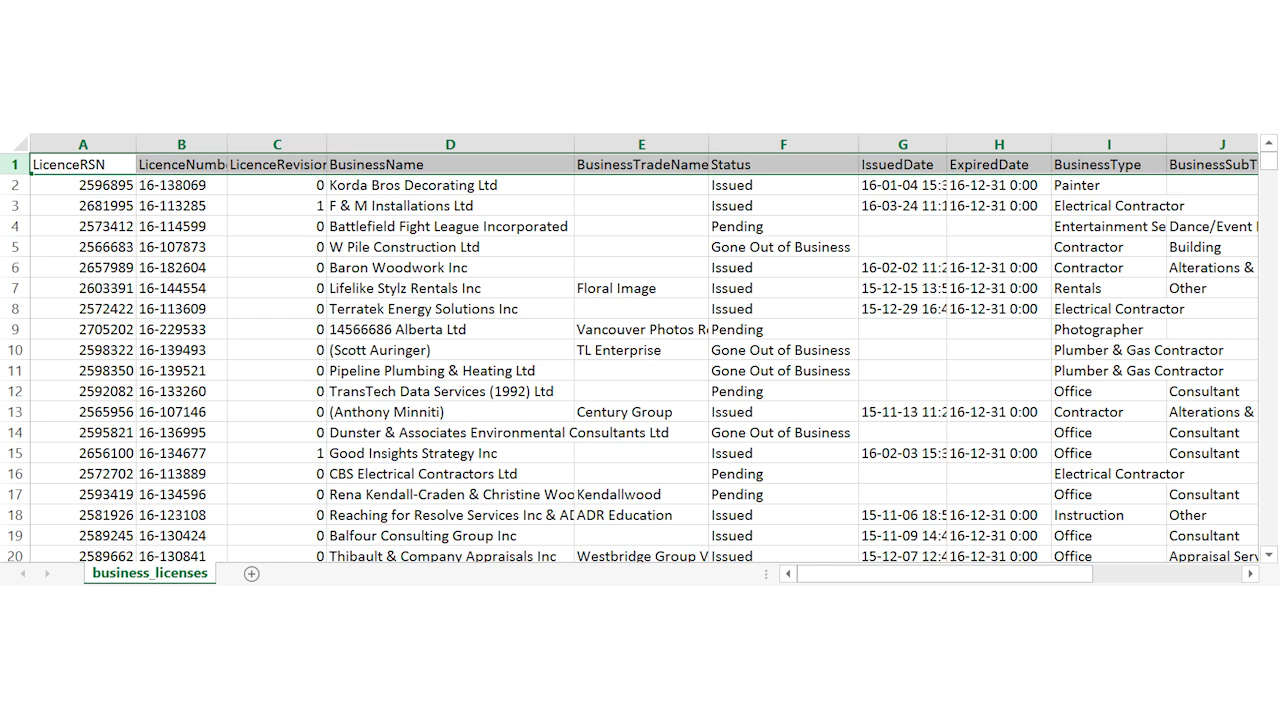 A B C D E F G H I J
1 LicenceRSN LicenceNumb LicenceRevision BusinessName BusinessTradeName Status IssuedDate ExpiredDate BusinessType BusinessSubT
2 2596895 16-138069 0 Korda Bros Decorating Ltd Issued 16-01-04 15:3 16-12-31 0:00 Painter
3 2681995 16-113285 1 F & M Installations Ltd Issued 16-03-24 11:1 16-12-31 0:00 Electrical Contractor
4 2573412 16-114599 0 Battlefield Fight League Incorporated Pending Entertainment Se Dance/Event
5 2566683 16-107873 0 W Pile Construction Ltd Gone Out of Business Contractor Building
6 2657989 16-182604 0 Baron Woodwork Inc Issued 16-02-02 11:2 16-12-31 0:00 Contractor Alterations &
7 2603391 16-144554 0 Lifelike Stylz Rentals Inc Floral Image Issued 15-12-15 13:5 16-12-31 0:00 Rentals Other
8 2572422 16-113609 0 Terratek Energy Solutions Inc Issued 15-12-29 16:4 16-12-31 0:00 Electrical Contractor
9 2705202 16-229533 0 14566686 Alberta Ltd Vancouver Photos Re Pending Photographer
10 2598322 16-139493 0 (Scott Auringer) TL Enterprise Gone Out of Business Plumber & Gas Contractor
11 2598350 16-139521 0 Pipeline Plumbing & Heating Ltd Gone Out of Business Plumber & Gas Contractor
12 2592082 16-133260 0 TransTech Data Services (1992) Ltd Pending Office Consultant
13 2565956 16-107146 0 (Anthony Minniti) Century Group Issued 15-11-13 11:2 16-12-31 0:00 Contractor Alterations &
14 2595821 16-136995 0 Dunster & Associates Environmental Consultants Ltd Gone Out of Business Office Consultant
15 2656100 16-134677 1 Good Insights Strategy Inc Issued 16-02-03 15:3 16-12-31 0:00 Office Consultant
16 2572702 16-113889 0 CBS Electrical Contractors Ltd Pending Electrical Contractor
17 2593419 16-134596 0 Rena Kendall-Craden & Christine Woo Kendallwood Pending Office Consultant
18 2581926 16-123108 0 Reaching for Resolve Services Inc & AD ADR Education Issued 15-11-06 18:5 16-12-31 0:00 Instruction Other
19 2589245 16-130424 0 Balfour Consulting Group Inc Issued 15-11-09 14:4 16-12-31 0:00 Office Consultant
20 2589662 16-130841 0 Thibault & Company Appraisals Inc Westbridge Group V Issued 15-12-07 12:4 16-12-31 0:00 Office Appraisal Serv
business_licenses